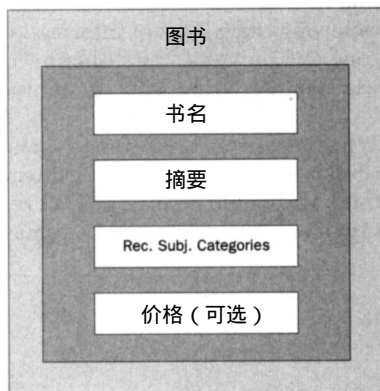 图书
书名
摘要
Rec. Subj. Categories
价格（可选）